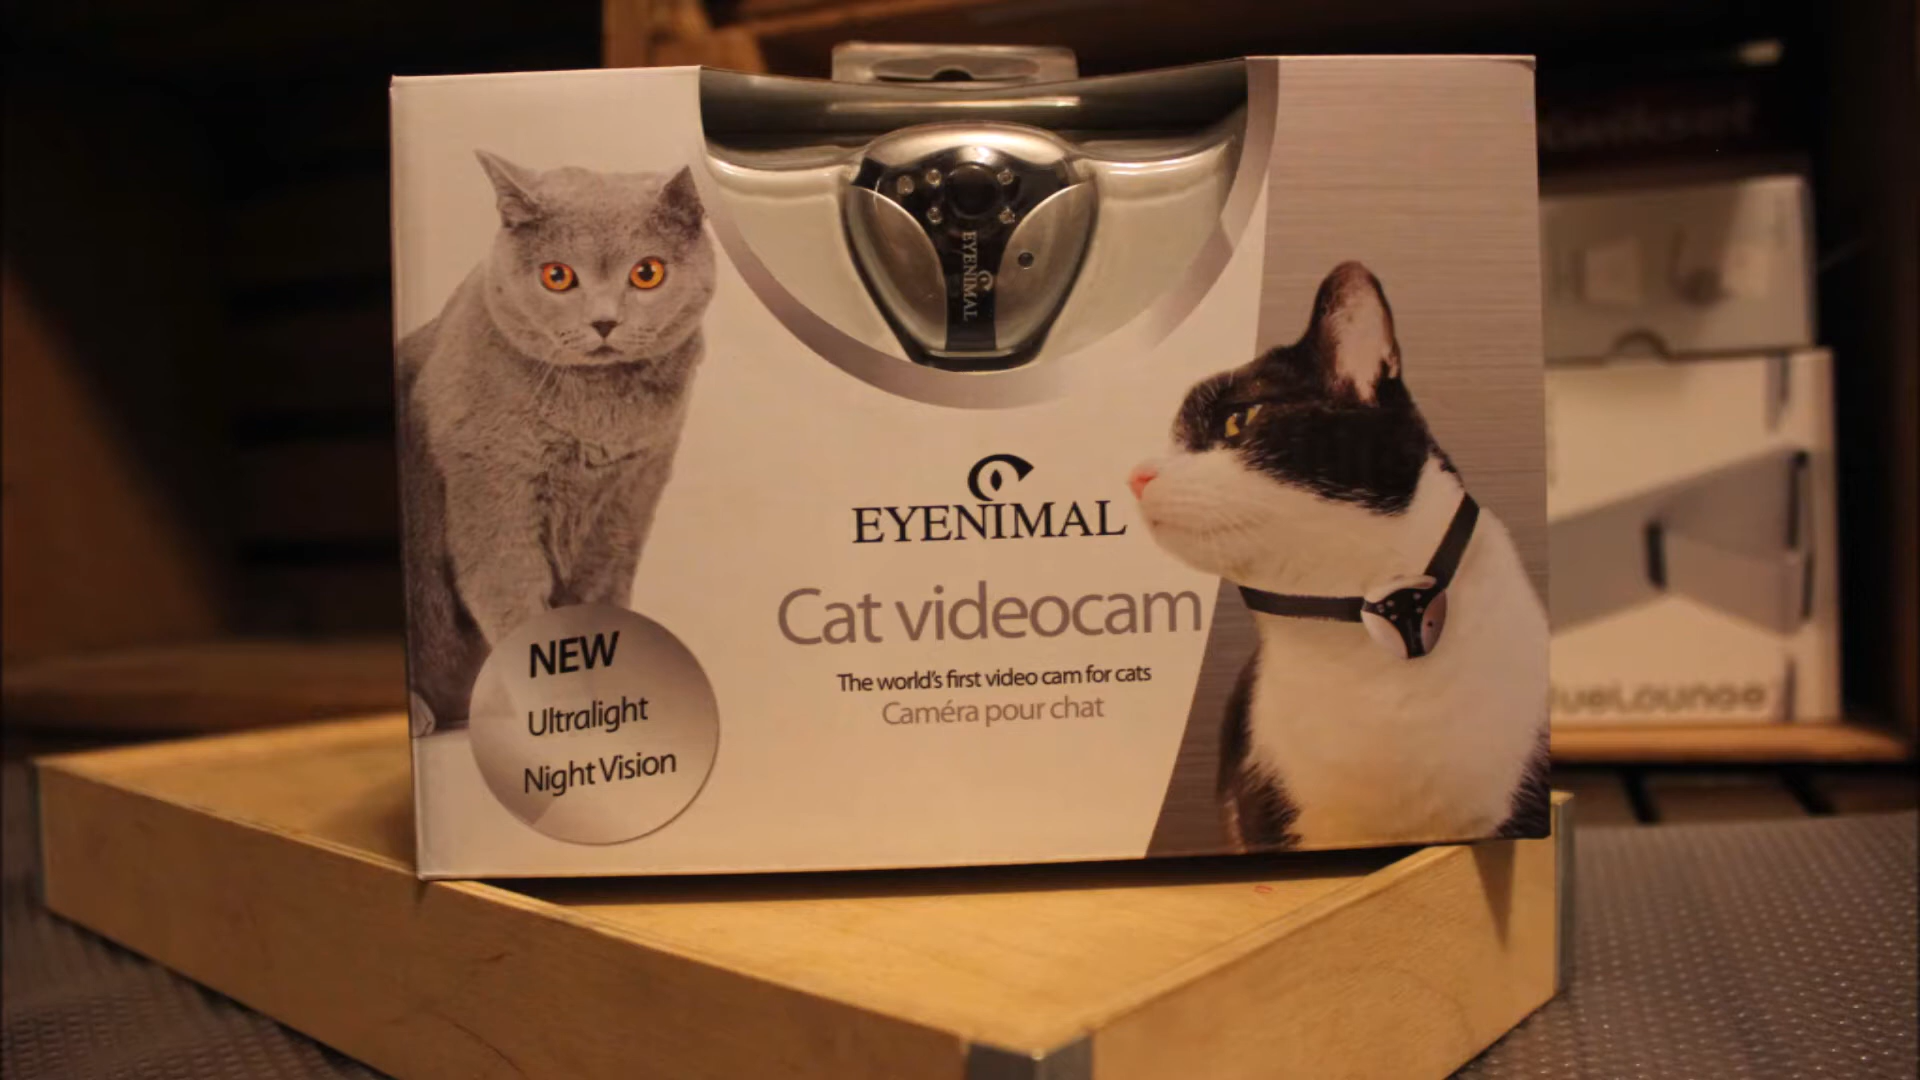 EYENIMAL
EYENIMAL
Cat videocam
The world's first video cam for cats
Caméra pour chat
NEW
Ultralight
Night Vision